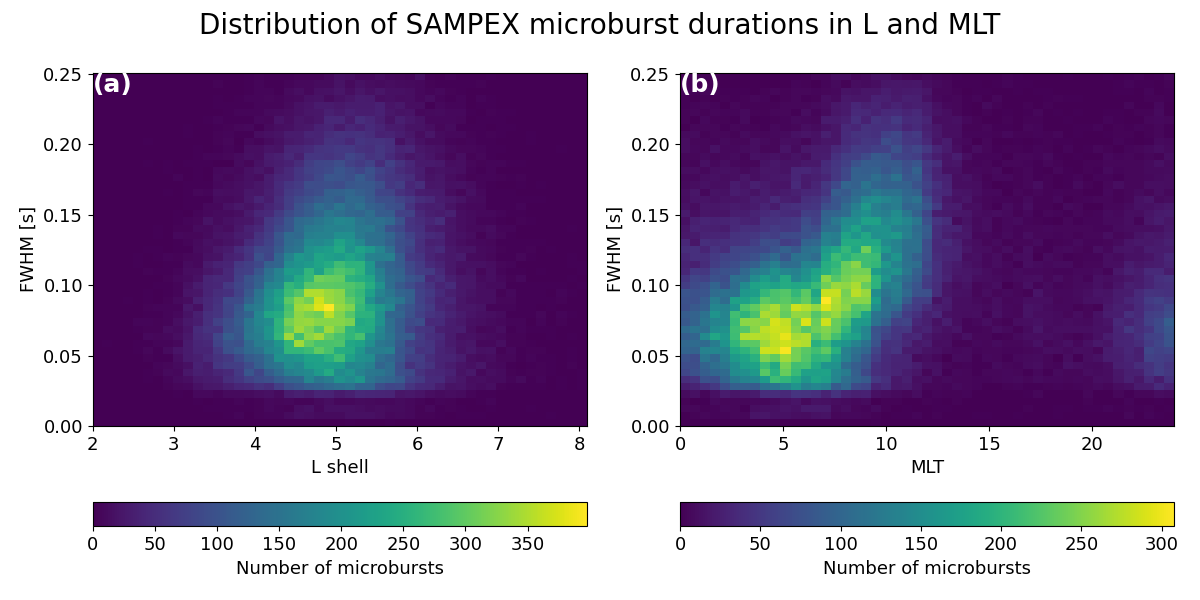 Distribution of SAMPEX microburst durations in L and MLT
(a)
FWHM [s]
0.25
0.20
0.15
0.10
0.05
0.00
2 3 4 5 6 7 8
L shell
0 50 100 150 200 250 300 350
Number of microbursts
(b)
FWHM [s]
0.25
0.20
0.15
0.10
0.05
0.00
0 5 10 15 20
MLT
0 50 100 150 200 250 300
Number of microbursts